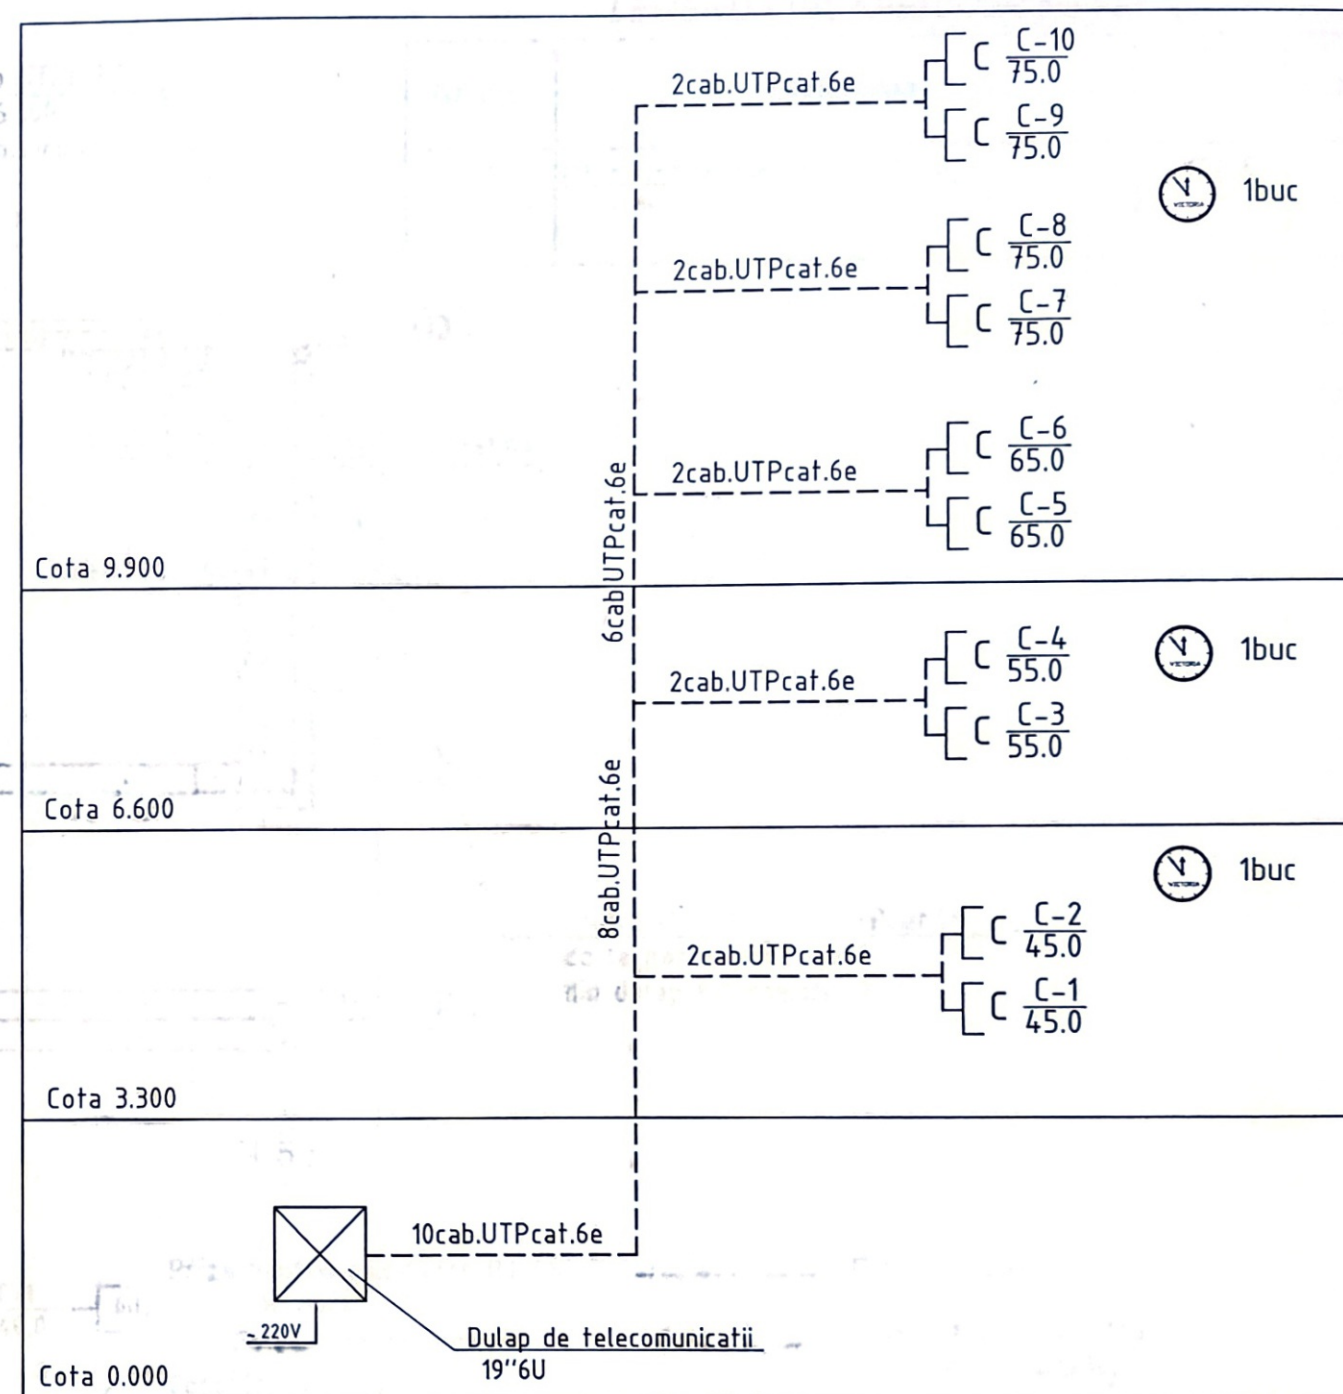 2cab.UTPcat.6e
C C-10
75.0
C C-9
75.0
VICTORIA
1buc
2cab.UTPcat.6e
C C-8
75.0
C C-7
75.0
2cab.UTPcat.6e
C C-6
65.0
C C-5
65.0
6cab.UTPcat.6e
Cota 9.900
2cab.UTPcat.6e
C C-4
55.0
C C-3
55.0
VICTORIA
1buc
8cab.UTPcat.6e
Cota 6.600
VICTORIA
1buc
2cab.UTPcat.6e
C C-2
45.0
C C-1
45.0
Cota 3.300
10cab.UTPcat.6e
~220V
Dulap de telecomunicatii
19''6U
Cota 0.000